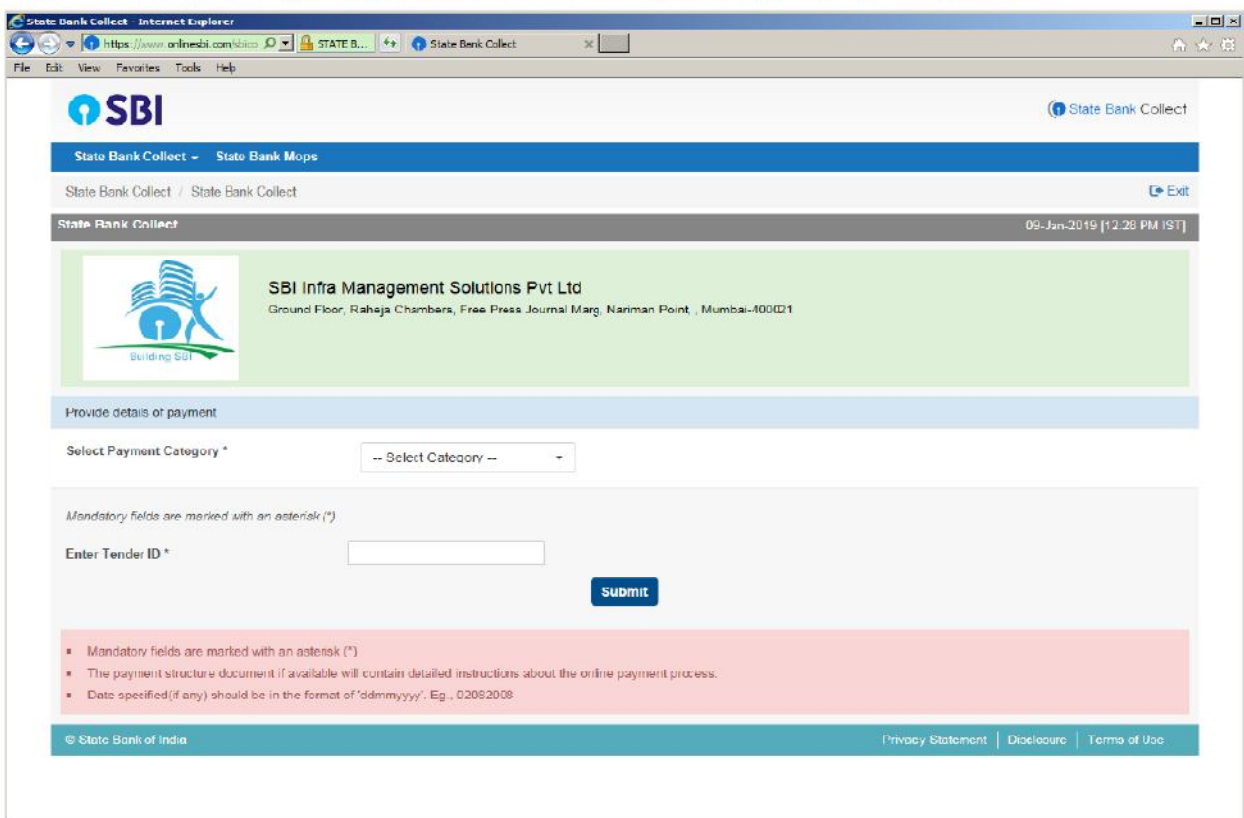 State Bank Collect - Internet Explorer
https://www.onlinesbi.com/sbico
STATE B...
State Bank Collect
File Edit View Favorites Tools Help
SBI
State Bank Collect
State Bank Collect State Bank Mops
State Bank Collect / State Bank Collect
Exit
State Bank Collect
09-Jan-2019 [12:28 PM IST]
Building SBI
SBI Infra Management Solutions Pvt Ltd
Ground Floor, Raheja Chambers, Free Press Journal Marg, Nariman Point, , Mumbai-400021
Provide details of payment
Select Payment Category *
-- Select Category --
Mandatory fields are marked with an asterisk (*)
Enter Tender ID *
Submit
Mandatory fields are marked with an asterisk (*)
The payment structure document if available will contain detailed instructions about the online payment process.
Date specified(if any) should be in the format of 'ddmmyyyy'. Eg., 02082008
© State Bank of India
Privacy Statement | Disclosure | Terms of Use